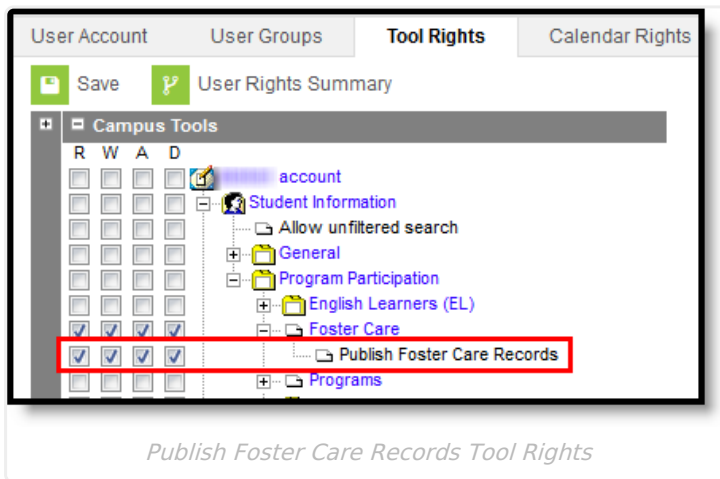 User Account User Groups Tool Rights Calendar Rights
Save User Rights Summary
Campus Tools
R W A D
account
Student Information
Allow unfiltered search
General
Program Participation
English Learners (EL)
Foster Care
Publish Foster Care Records
Programs
Publish Foster Care Records Tool Rights